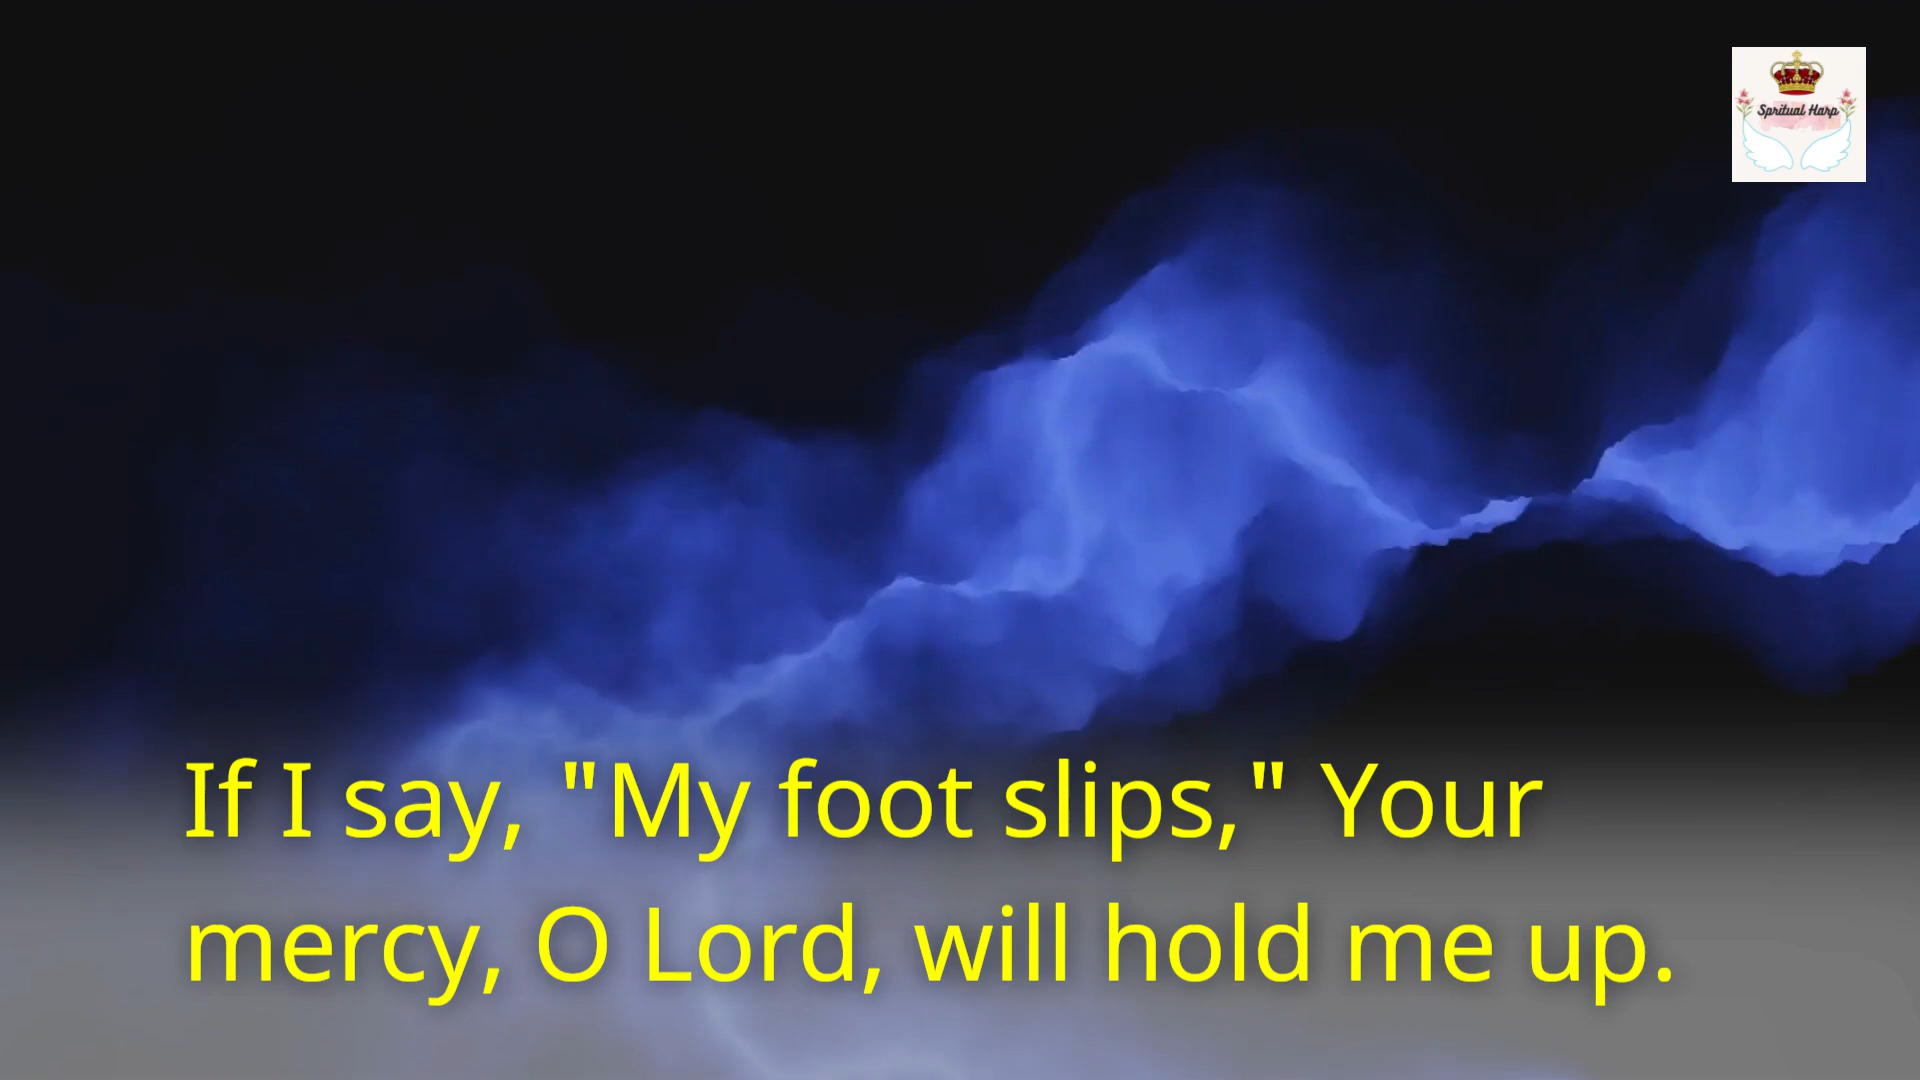 Spritual Harp
If I say, "My foot slips," Your
mercy, O Lord, will hold me up.